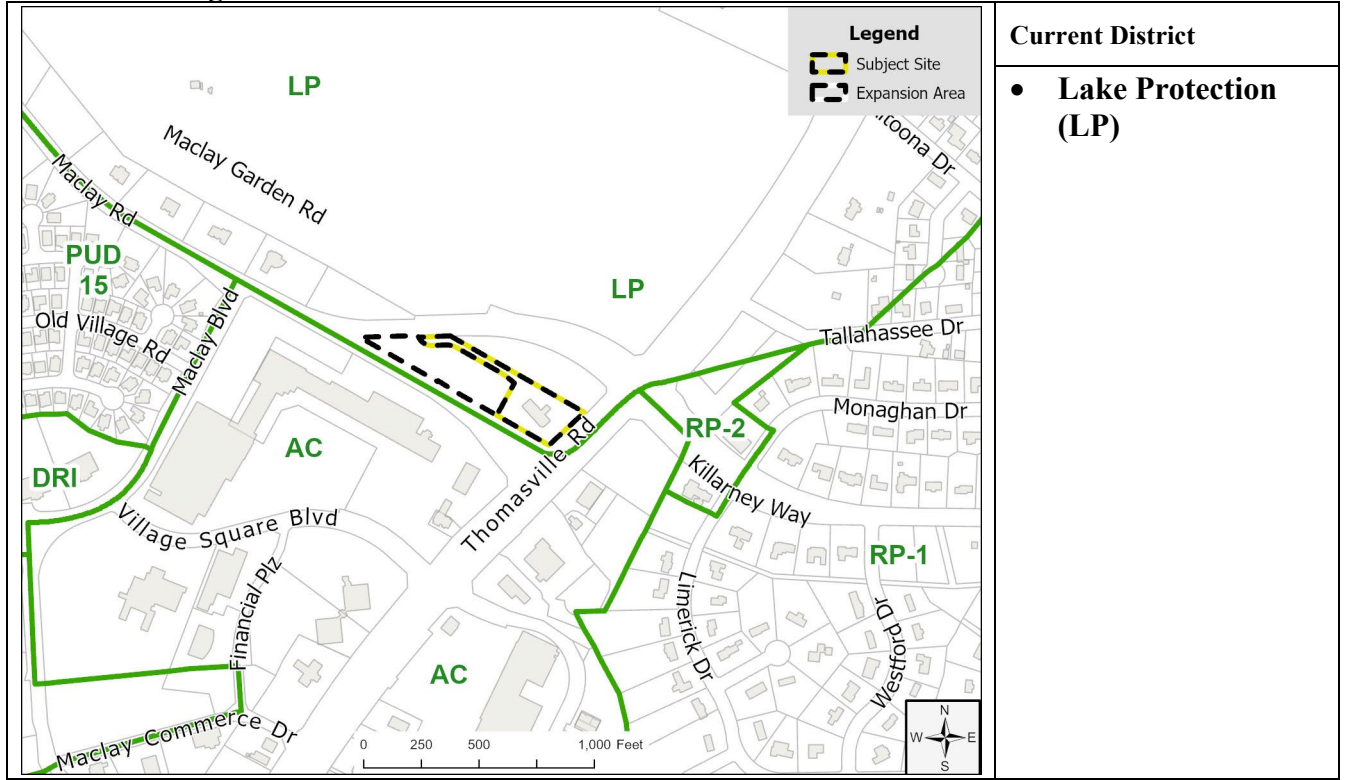 Legend
Subject Site
Expansion Area
LP
Maclay Garden Rd
Maclay Rd
PUD
15
Old Village Rd
Maclay Blvd
LP
Tallahassee Dr
Monaghan Dr
RP-2
Killarney Way
AC
DRI
Thomasville Rd
Village Square Blvd
Financial Plz
RP-1
Limerick Dr
Westford Dr
AC
Maclay Commerce Dr
0 250 500 1,000 Feet
N
W E
S
Current District
• Lake Protection
(LP)